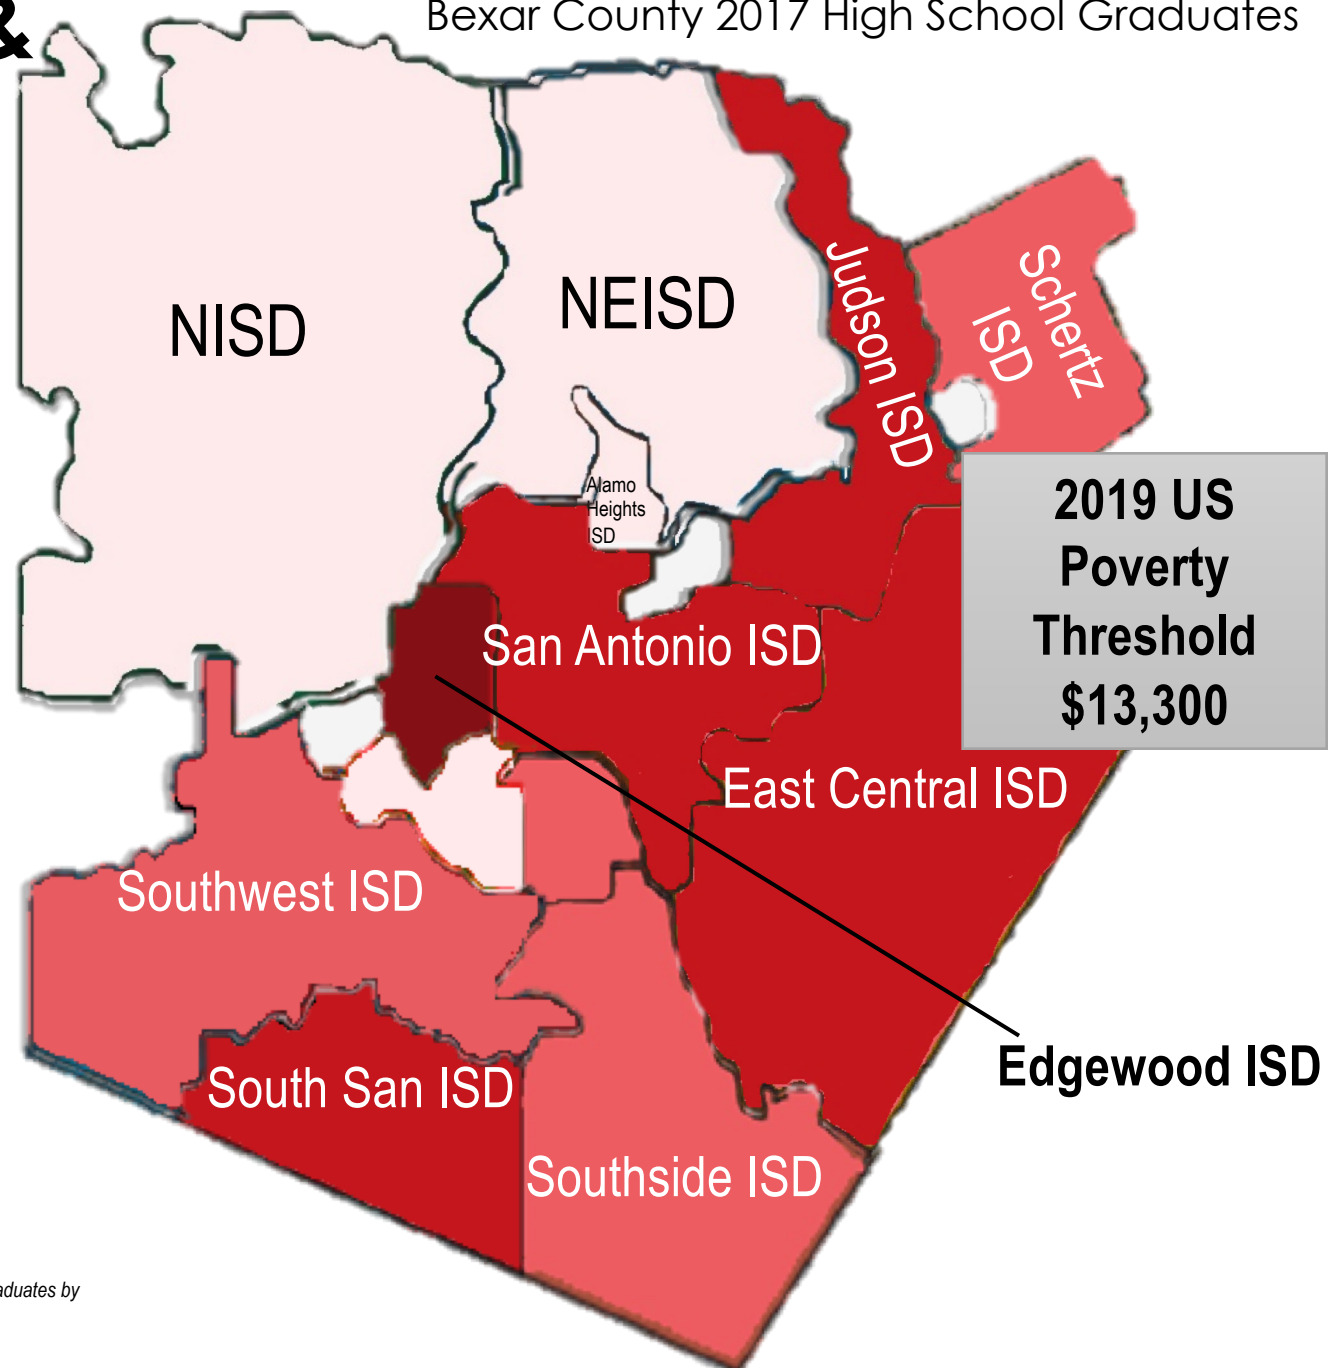 &
Bexar County 2017 High School Graduates
NISD
NEISD
Judson ISD
Schertz
ISD
Alamo
Heights
ISD
2019 US
Poverty
Threshold
$13,300
San Antonio ISD
East Central ISD
Southwest ISD
Edgewood ISD
South San ISD
Southside ISD
aduates by